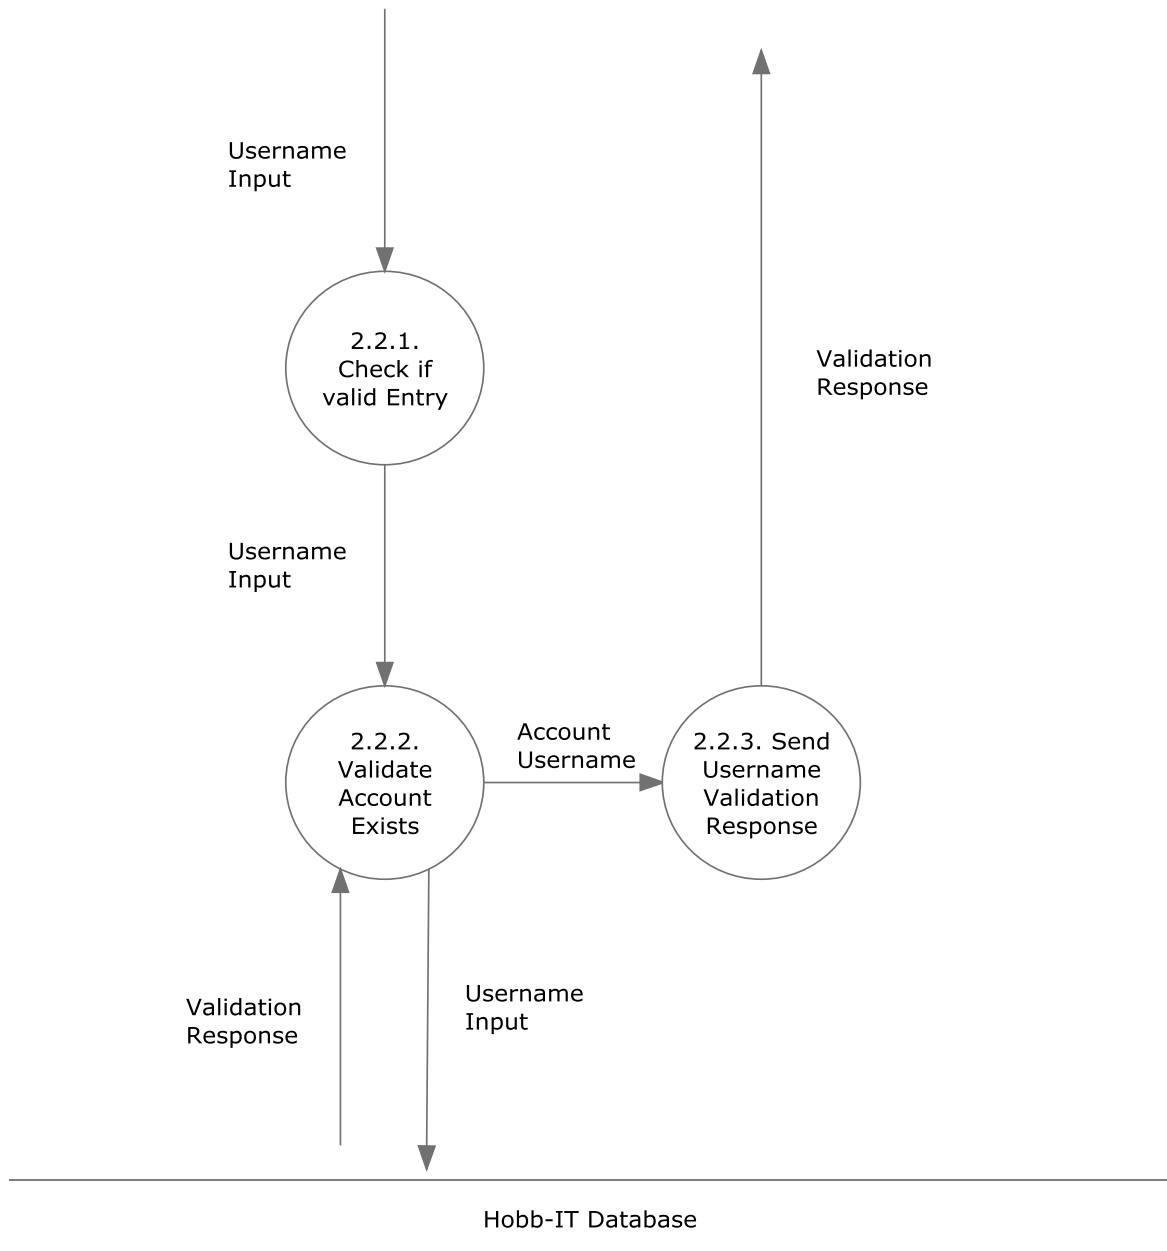 Username
Input
2.2.1.
Check if
valid Entry
Validation
Response
Username
Input
2.2.2.
Validate
Account
Exists
Account
Username
2.2.3. Send
Username
Validation
Response
Validation
Response
Username
Input
Hobb-IT Database